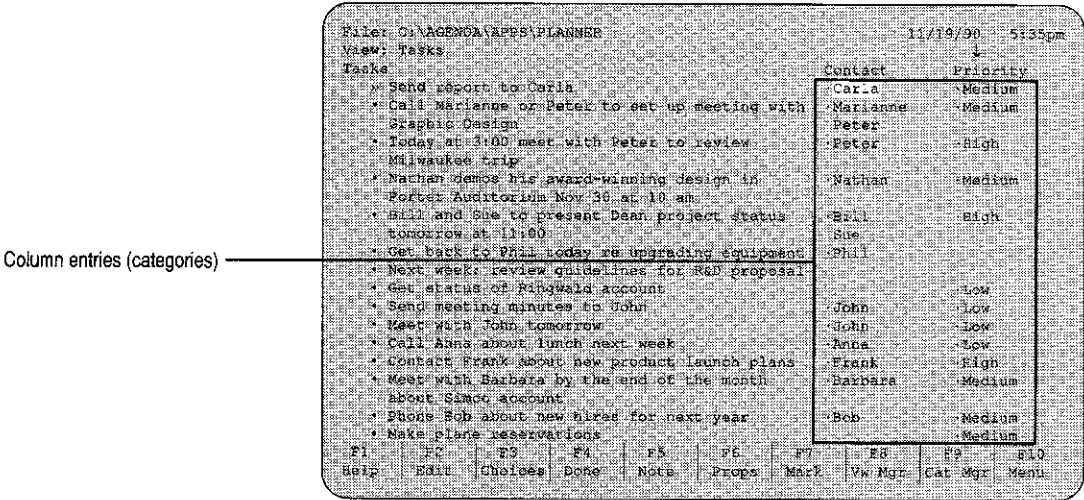 File: C:\AGENDA\APPS\PLANNER 11/19/90 5:35pm
View: Tasks
Tasks Contact Priority
» Send report to Carla ·Carla ·Medium
• Call Marianne or Peter to set up meeting with ·Marianne ·Medium
Graphic Design Peter
• Today at 3:00 meet with Peter to review ·Peter ·High
Milwaukee trip
• Nathan demos his award-winning design in ·Nathan ·Medium
Porter Auditorium Nov 30 at 10 am
• Bill and Sue to present Dean project status ·Bill ·High
tomorrow at 11:00 Sue
Column entries (categories)
• Get back to Phil today re upgrading equipment ·Phil
• Next week: review guidelines for R&D proposal
• Get status of Ringwald account ·Low
• Send meeting minutes to John ·John ·Low
• Meet with John tomorrow ·John ·Low
• Call Anna about lunch next week ·Anna ·Low
• Contact Frank about new product launch plans ·Frank ·High
• Meet with Barbara by the end of the month ·Barbara ·Medium
about Simco account
• Phone Bob about new hires for next year ·Bob ·Medium
• Make plane reservations ·Medium
F1 F2 F3 F4 F5 F6 F7 F8 F9 F10
Help Edit Choices Done Note Props Mark Vw Mgr Cat Mgr Menu